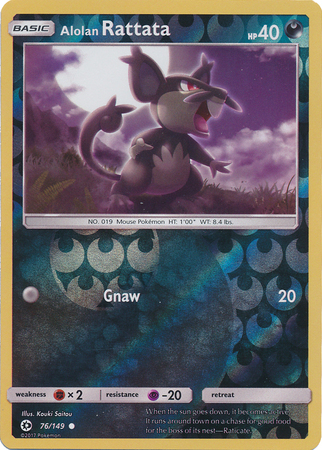 BASIC
Alolan Rattata
HP 40
NO. 019 Mouse Pokémon HT: 1'00" WT: 8.4 lbs.
Gnaw 20
weakness × 2 resistance -20 retreat
Illus. Kouki Saitou
76/149
©2017 Pokémon
When the sun goes down, it becomes active.
It runs around town on a chase for good food
for the boss of its nest—Raticate.